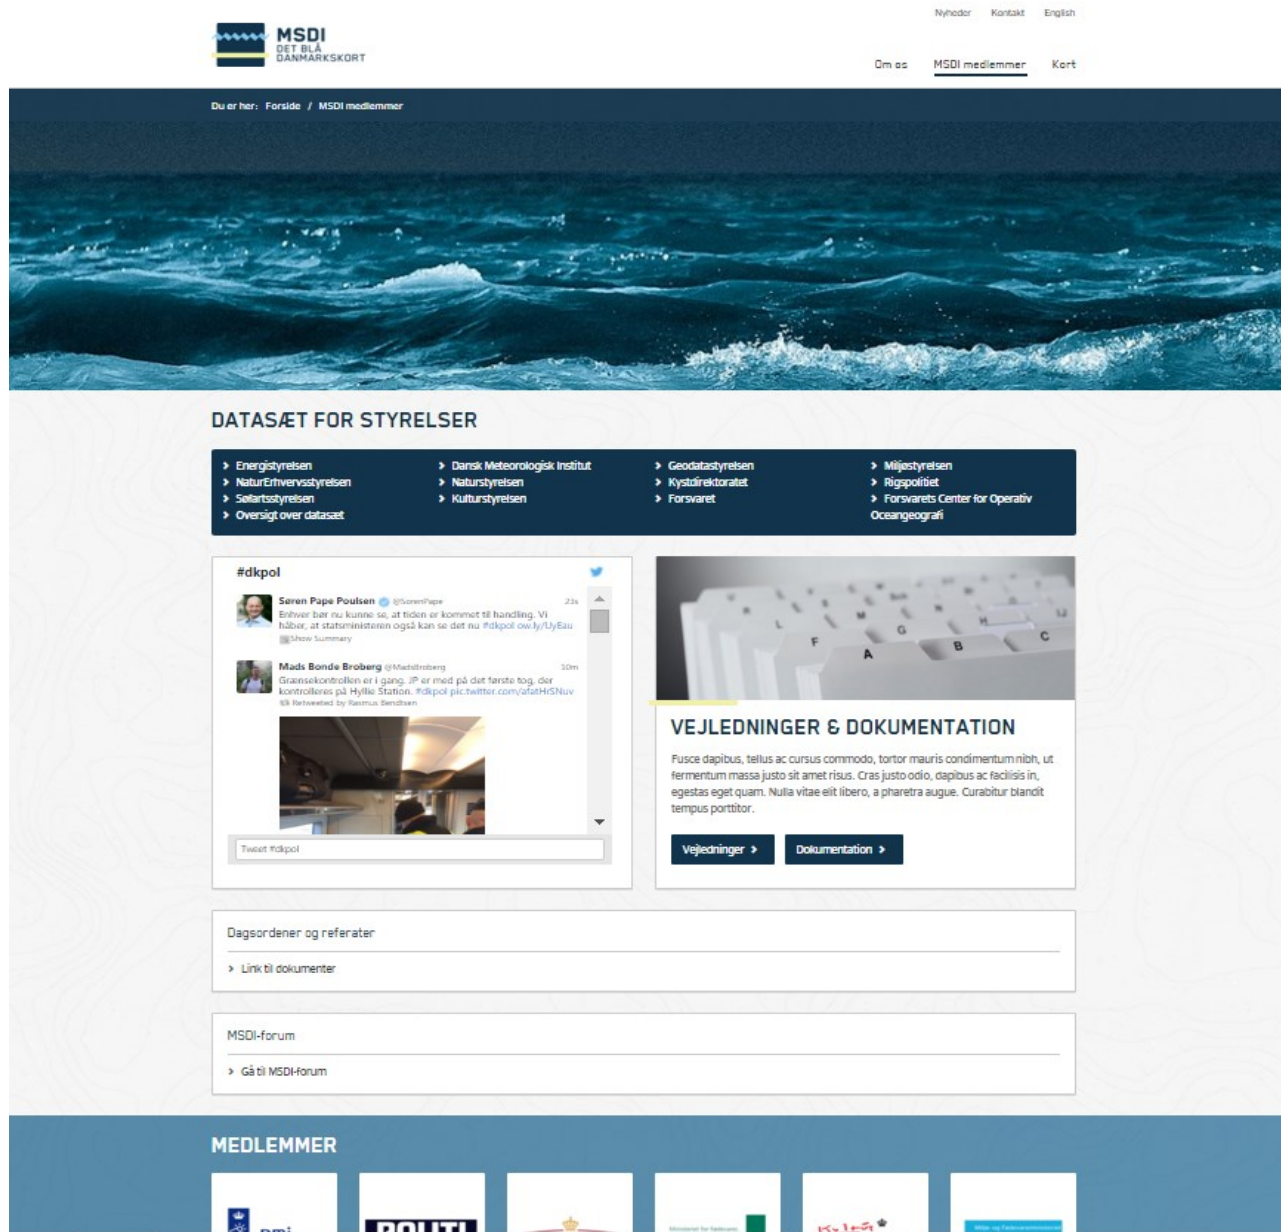 Nyheder Kontakt English
MSDI
DET BLÅ
DANMARKSKORT
Om os MSDI medlemmer Kort
Du er her: Forside / MSDI medlemmer
DATASÆT FOR STYRELSER
> Energistyrelsen
> NaturErhvervsstyrelsen
> Søfartsstyrelsen
> Oversigt over datasæt
> Dansk Meteorologisk Institut
> Naturstyrelsen
> Kulturstyrelsen
> Geodatastyrelsen
> Kystdirektoratet
> Forsvaret
> Miljøstyrelsen
> Rigspolitiet
> Forsvarets Center for Operativ
Oceangeografi
#dkpol
Søren Pape Poulsen @SorenPape 21s
Enhver bør nu kunne se, at tiden er kommet til handling. Vi
håber, at statsministeren også kan se det nu #dkpol ow.ly/UyEau
Show Summary
Mads Bonde Broberg @MadsBroberg 10m
Grænsekontrollen er i gang. JP er med på det første tog, der
kontrolleres på Hyllie Station. #dkpol pic.twitter.com/afatHrSNuv
Retweeted by Rasmus Bendtsen
Tweet #dkpol
F G H IJ
A B C
VEJLEDNINGER & DOKUMENTATION
Fusce dapibus, tellus ac cursus commodo, tortor mauris condimentum nibh, ut
fermentum massa justo sit amet risus. Cras justo odio, dapibus ac facilisis in,
egestas eget quam. Nulla vitae elit libero, a pharetra augue. Curabitur blandit
tempus porttitor.
Vejledninger >
Dokumentation >
Dagsordener og referater
> Link til dokumenter
MSDI-forum
> Gå til MSDI-forum
MEDLEMMER
dmi
POLITI
Ministeriet for Fødevarer,
Miljø- og Fødevareministeriet